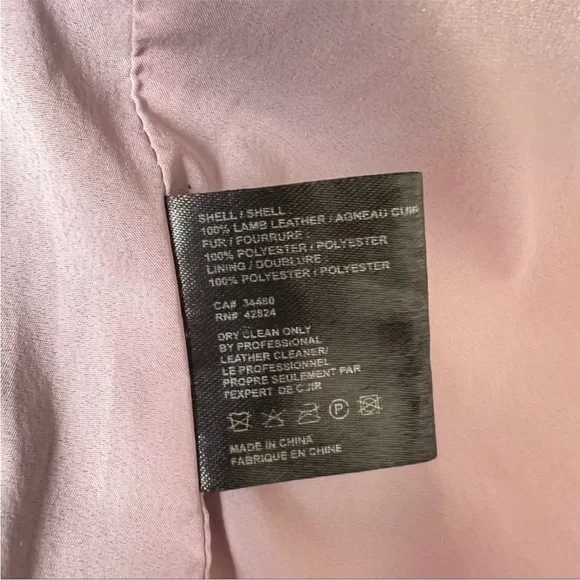 SHELL / SHELL
100% LAMB LEATHER / AGNEAU CUIR
FUR / FOURRURE
100% POLYESTER / POLYESTER
LINING / DOUBLURE
100% POLYESTER / POLYESTER
CA# 34460
RN# 42824
DRY CLEAN ONLY
BY PROFESSIONAL
LEATHER CLEANER/
LE PROFESSIONNEL
PROPRE SEULEMENT PAR
l'EXPERT DE CUIR
P
MADE IN CHINA
FABRIQUE EN CHINE